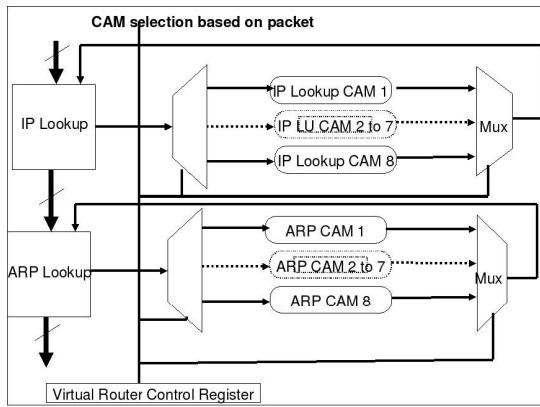 CAM selection based on packet
IP Lookup
IP Lookup CAM 1
IP LU CAM 2 to 7
IP Lookup CAM 8
Mux
ARP Lookup
ARP CAM 1
ARP CAM 2 to 7
ARP CAM 8
Mux
Virtual Router Control Register